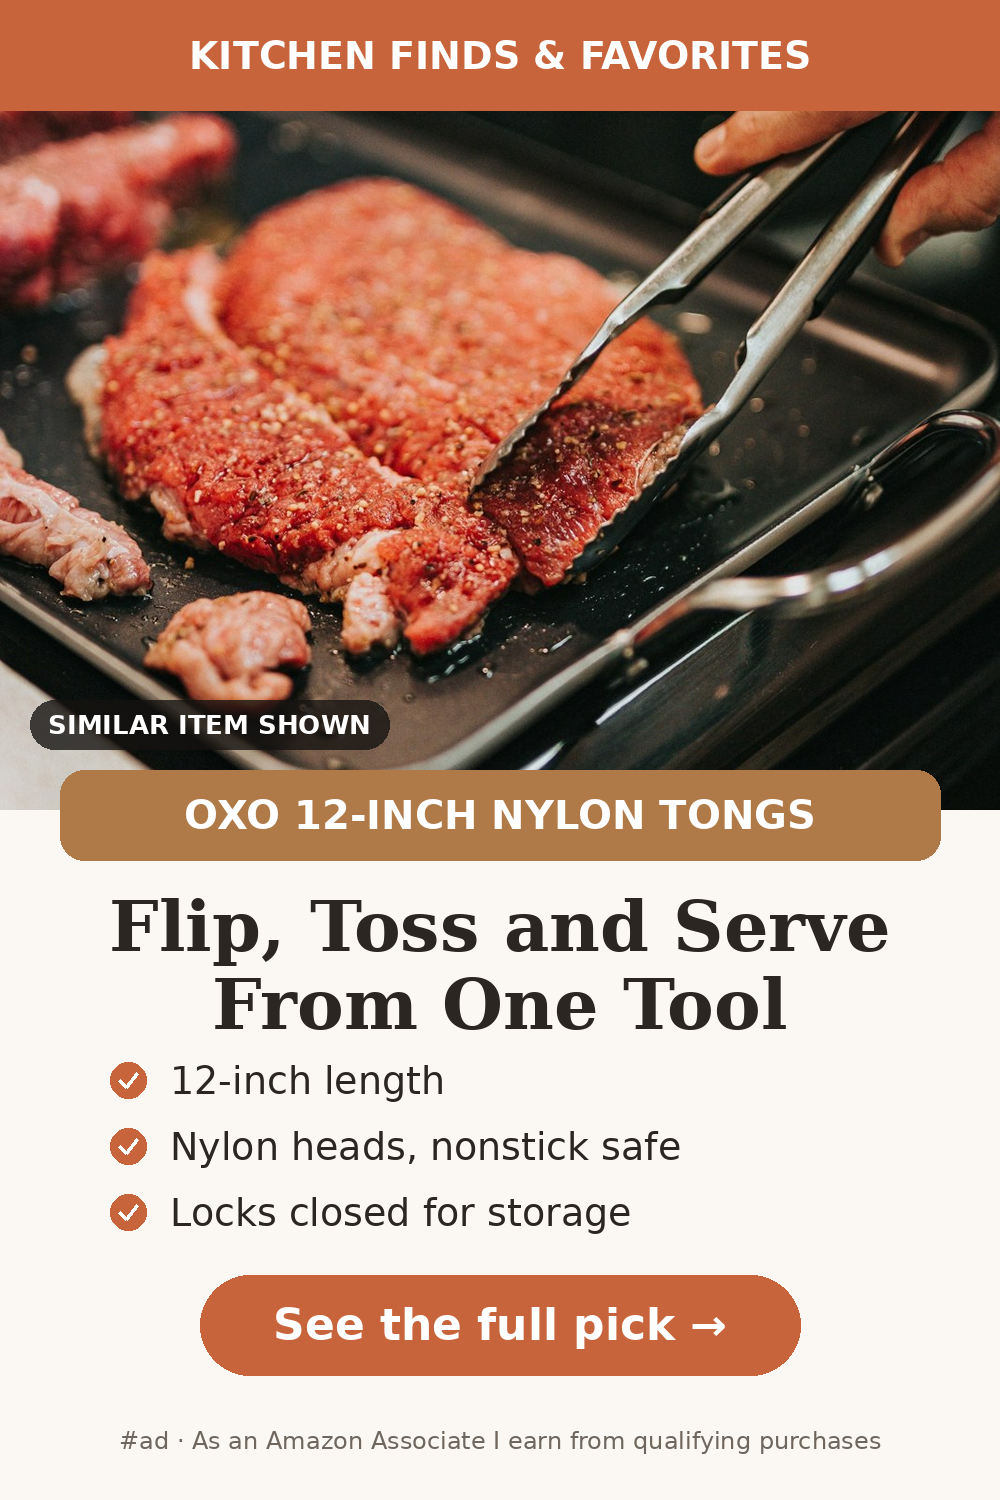 KITCHEN FINDS & FAVORITES
SIMILAR ITEM SHOWN
OXO 12-INCH NYLON TONGS
Flip, Toss and Serve
From One Tool
12-inch length
Nylon heads, nonstick safe
Locks closed for storage
See the full pick →
#ad · As an Amazon Associate I earn from qualifying purchases